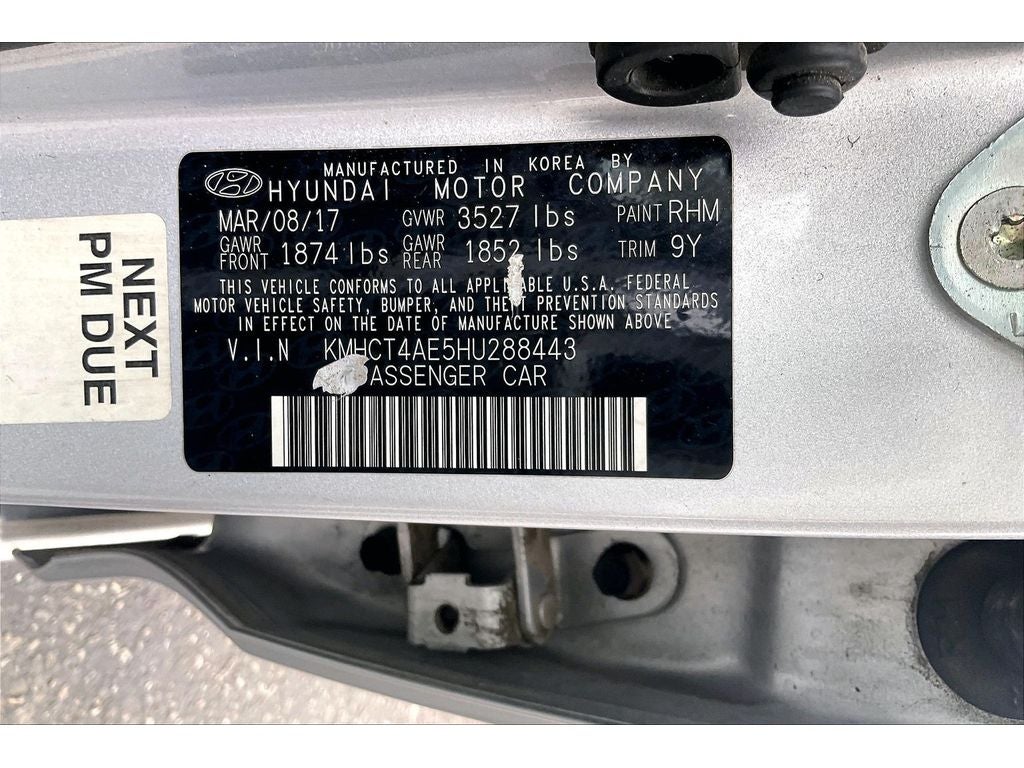 MANUFACTURED IN KOREA BY
HYUNDAI MOTOR COMPANY
MAR/08/17 GVWR 3527 lbs PAINT RHM
GAWR FRONT 1874 lbs GAWR REAR 1852 lbs TRIM 9Y
THIS VEHICLE CONFORMS TO ALL APPLICABLE U.S.A. FEDERAL
MOTOR VEHICLE SAFETY, BUMPER, AND THEFT PREVENTION STANDARDS
IN EFFECT ON THE DATE OF MANUFACTURE SHOWN ABOVE
V.I.N KMHCT4AE5HU288443
PASSENGER CAR
NEXT
PM DUE